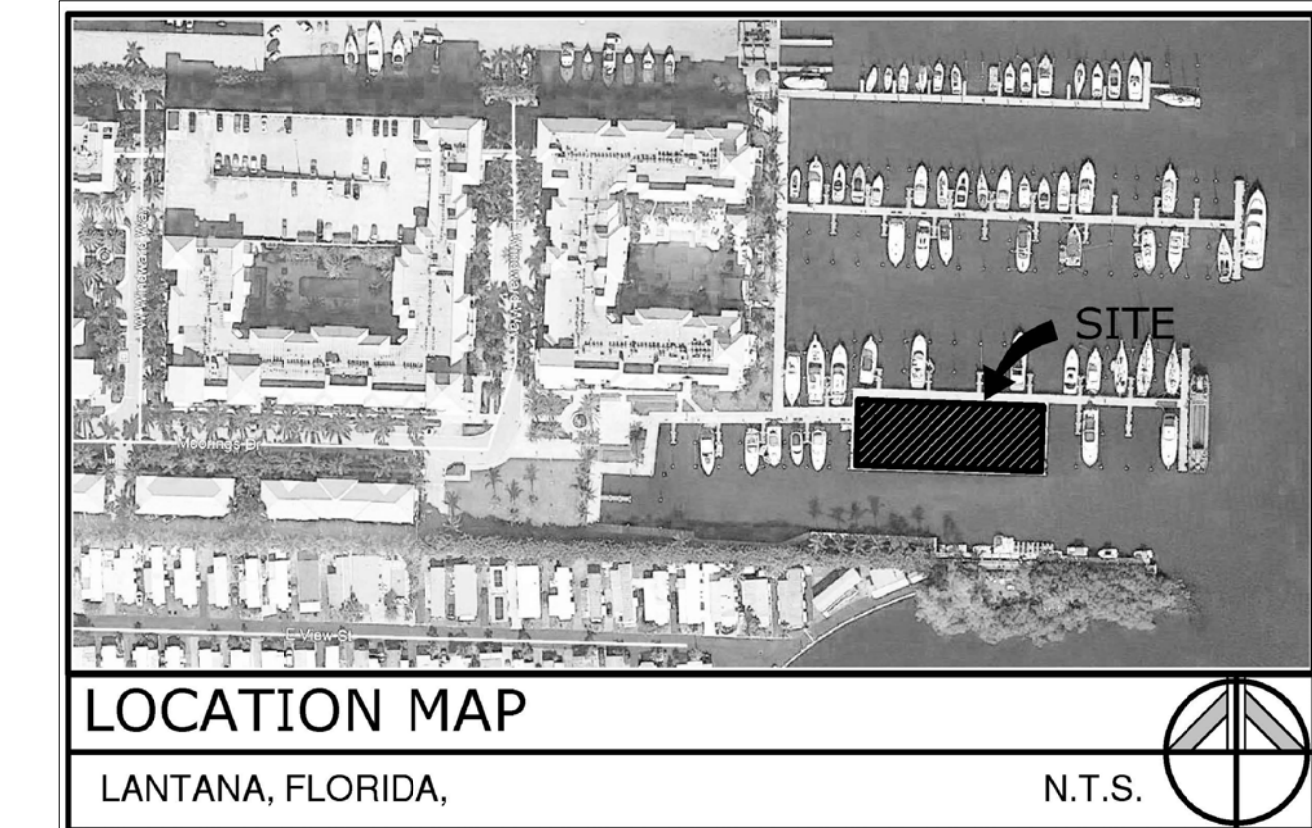 SITE
Moorings Dr
E View St
LOCATION MAP
LANTANA, FLORIDA,
N.T.S.